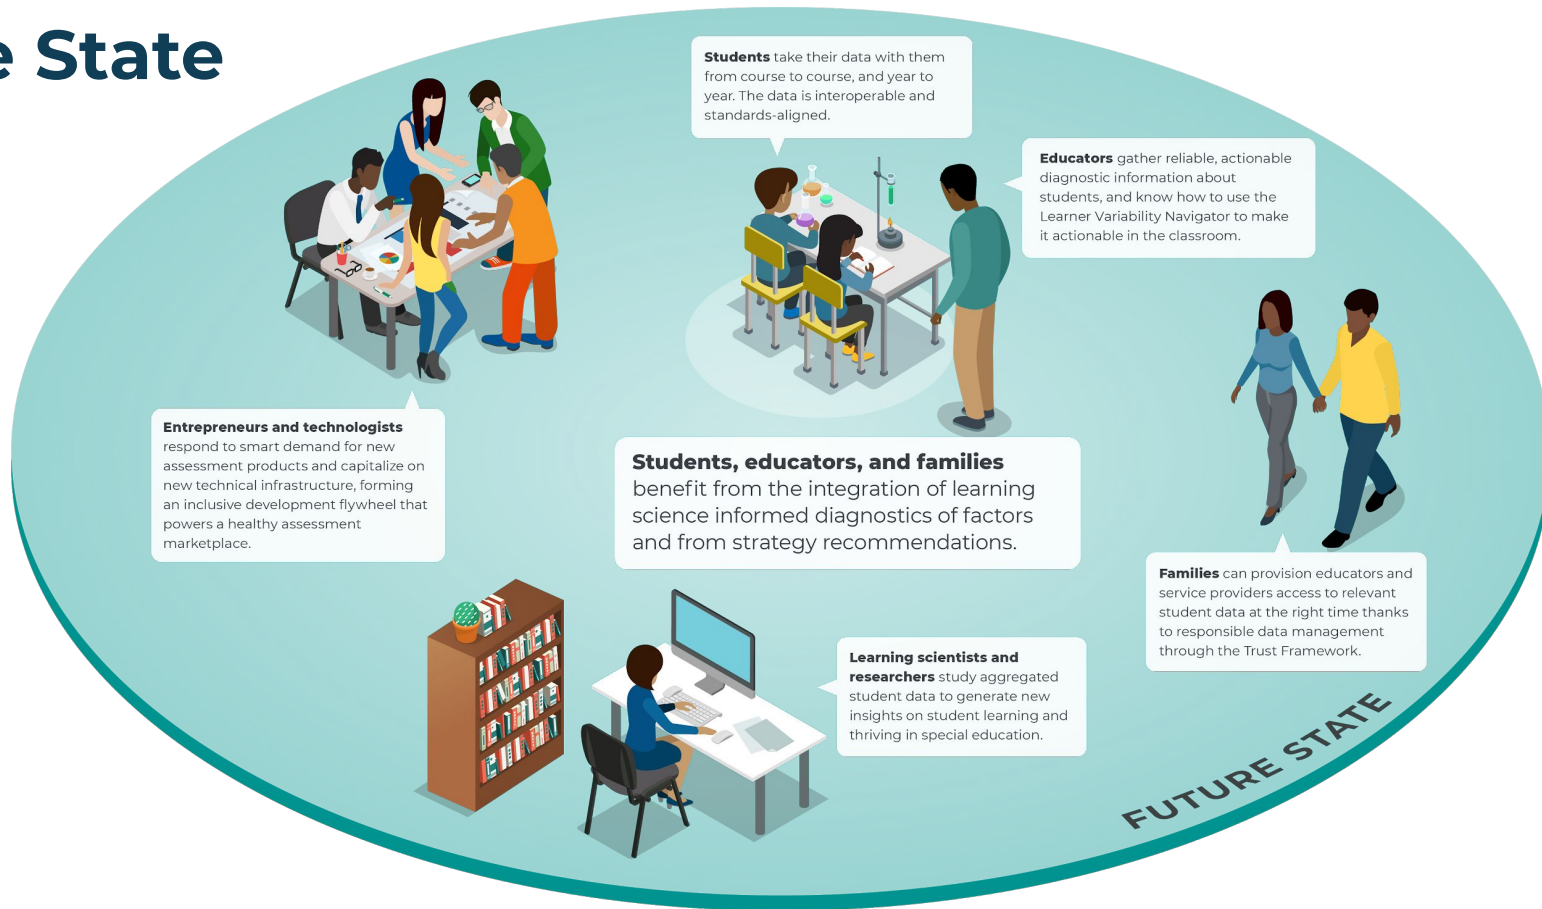 e State
Students take their data with them
from course to course, and year to
year. The data is interoperable and
standards-aligned.
Educators gather reliable, actionable
diagnostic information about
students, and know how to use the
Learner Variability Navigator to make
it actionable in the classroom.
Entrepreneurs and technologists
respond to smart demand for new
assessment products and capitalize on
new technical infrastructure, forming
an inclusive development flywheel that
powers a healthy assessment
marketplace.
Students, educators, and families
benefit from the integration of learning
science informed diagnostics of factors
and from strategy recommendations.
Families can provision educators and
service providers access to relevant
student data at the right time thanks
to responsible data management
through the Trust Framework.
Learning scientists and
researchers study aggregated
student data to generate new
insights on student learning and
thriving in special education.
FUTURE STATE